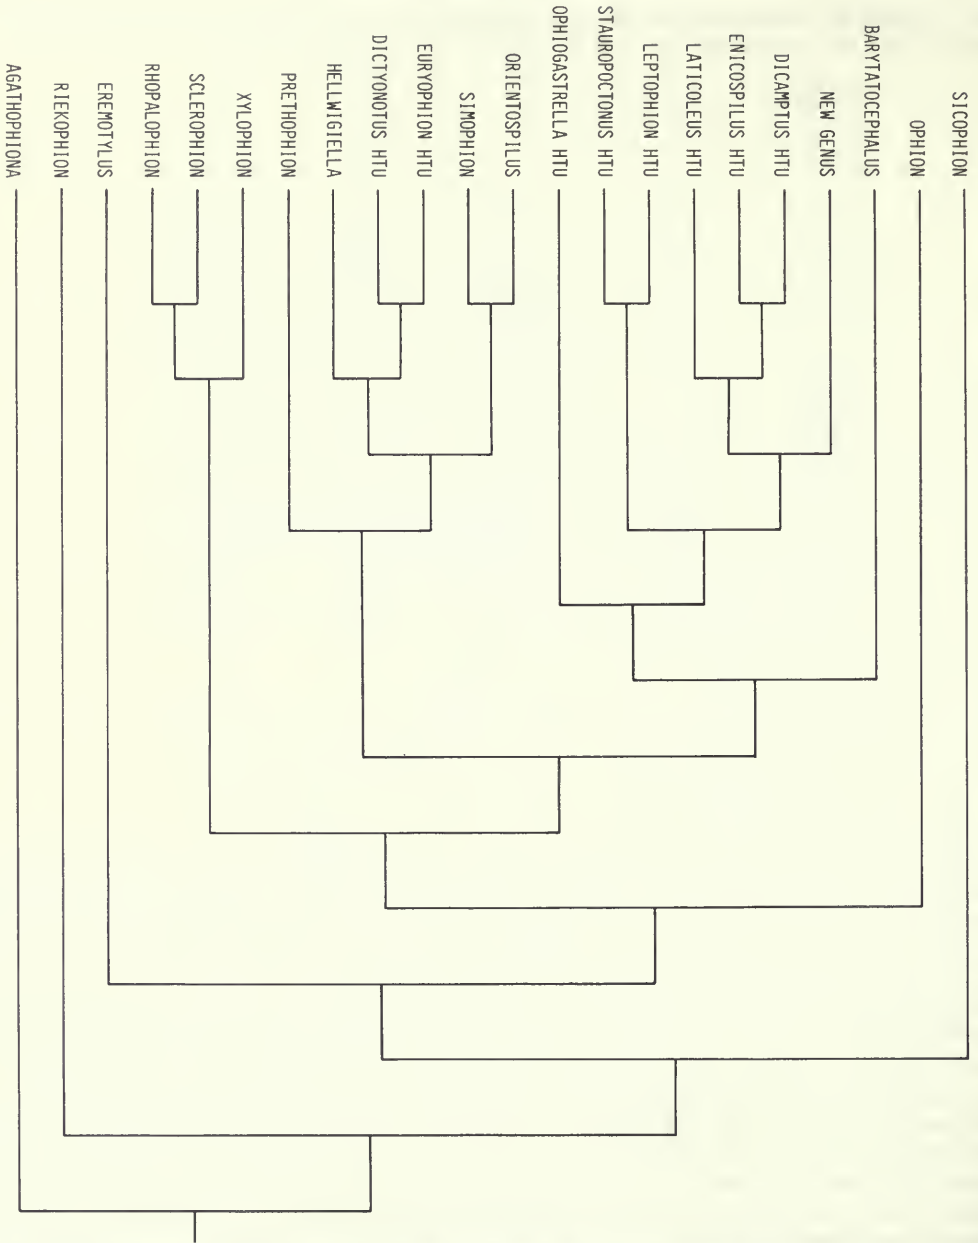 SICOPHION
OPHION
BARYTATOCEPHALUS
NEW GENUS
DICAMPTUS HTU
ENICOSPILUS HTU
LATICOLEUS HTU
LEPTOPHION HTU
STAUROPOCTONUS HTU
OPHIOGASTRELLA HTU
ORIENTOSPILUS
SIMOPHION
EURYOPHION HTU
DICTYONOTUS HTU
HELLWIGIELLA
PRETHOPHION
XYLOPHION
SCLEROPHION
RHOPALOPHION
EREMOTYLUS
RIEKOPHION
AGATHOPHIONA